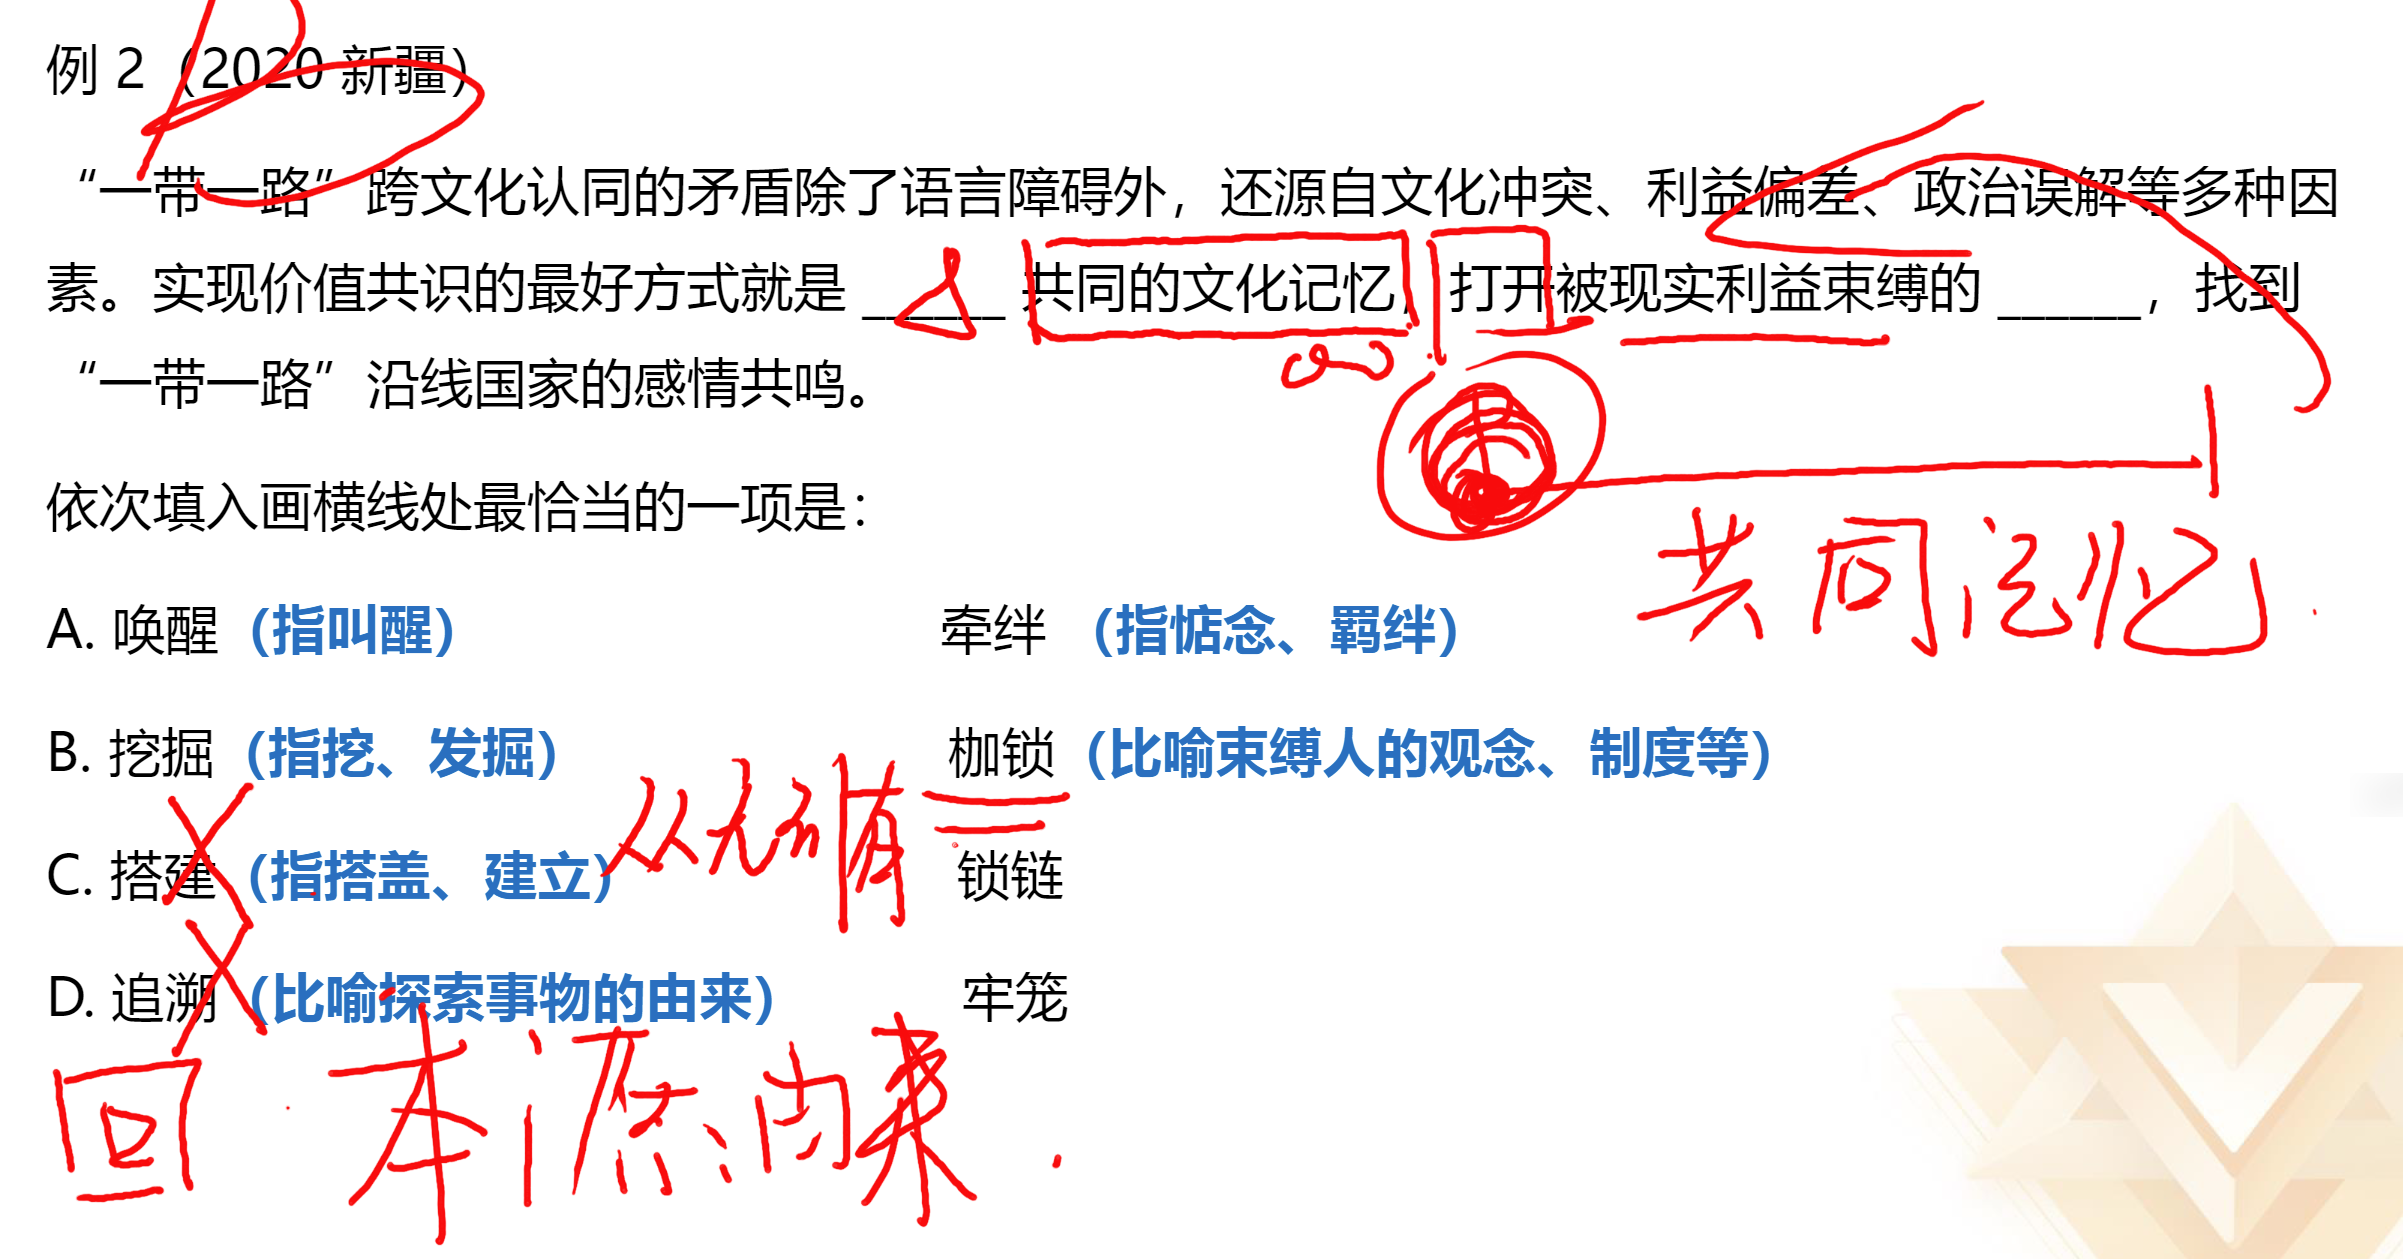 例 2（2020 新疆）
“一带一路”跨文化认同的矛盾除了语言障碍外，还源自文化冲突、利益偏差、政治误解等多种因
素。实现价值共识的最好方式就是 ______ 共同的文化记忆，打开被现实利益束缚的 ______，找到
“一带一路”沿线国家的感情共鸣。
依次填入画横线处最恰当的一项是：
共同记忆
A. 唤醒（指叫醒） 牵绊 （指惦念、羁绊）
B. 挖掘（指挖、发掘） 枷锁（比喻束缚人的观念、制度等）
从无到有
C. 搭建（指搭盖、建立） 锁链
D. 追溯（比喻探索事物的由来） 牢笼
回 本源 由来